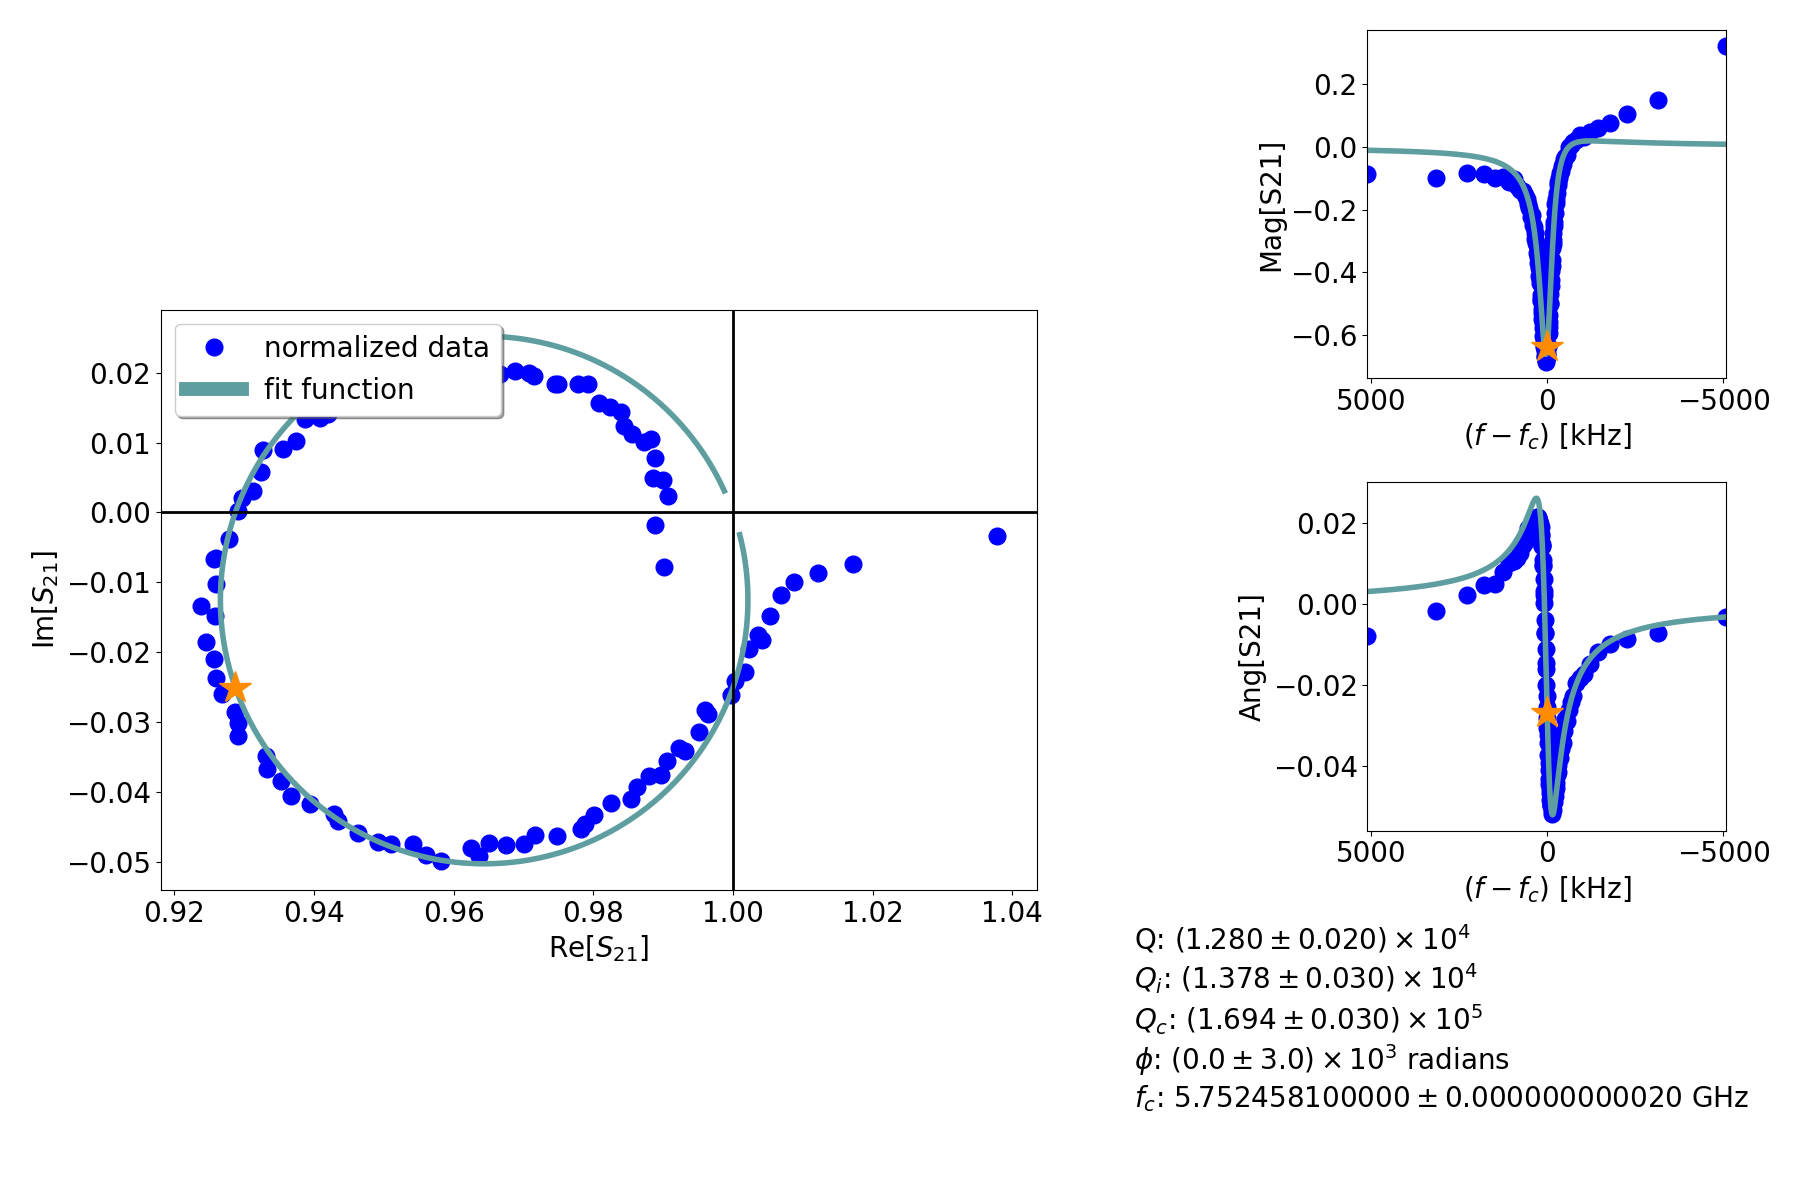 normalized data
fit function
0.02
0.01
0.00
−0.01
−0.02
−0.03
−0.04
−0.05
Im[S21]
0.92 0.94 0.96 0.98 1.00 1.02 1.04
Re[S21]
0.2
0.0
−0.2
−0.4
−0.6
Mag[S21]
5000 0 −5000
(f − fc) [kHz]
0.02
0.00
−0.02
−0.04
Ang[S21]
5000 0 −5000
(f − fc) [kHz]
Q: (1.280 ± 0.020) × 10^4
Qi: (1.378 ± 0.030) × 10^4
Qc: (1.694 ± 0.030) × 10^5
ϕ: (0.0 ± 3.0) × 10^3 radians
fc: 5.752458100000 ± 0.000000000020 GHz